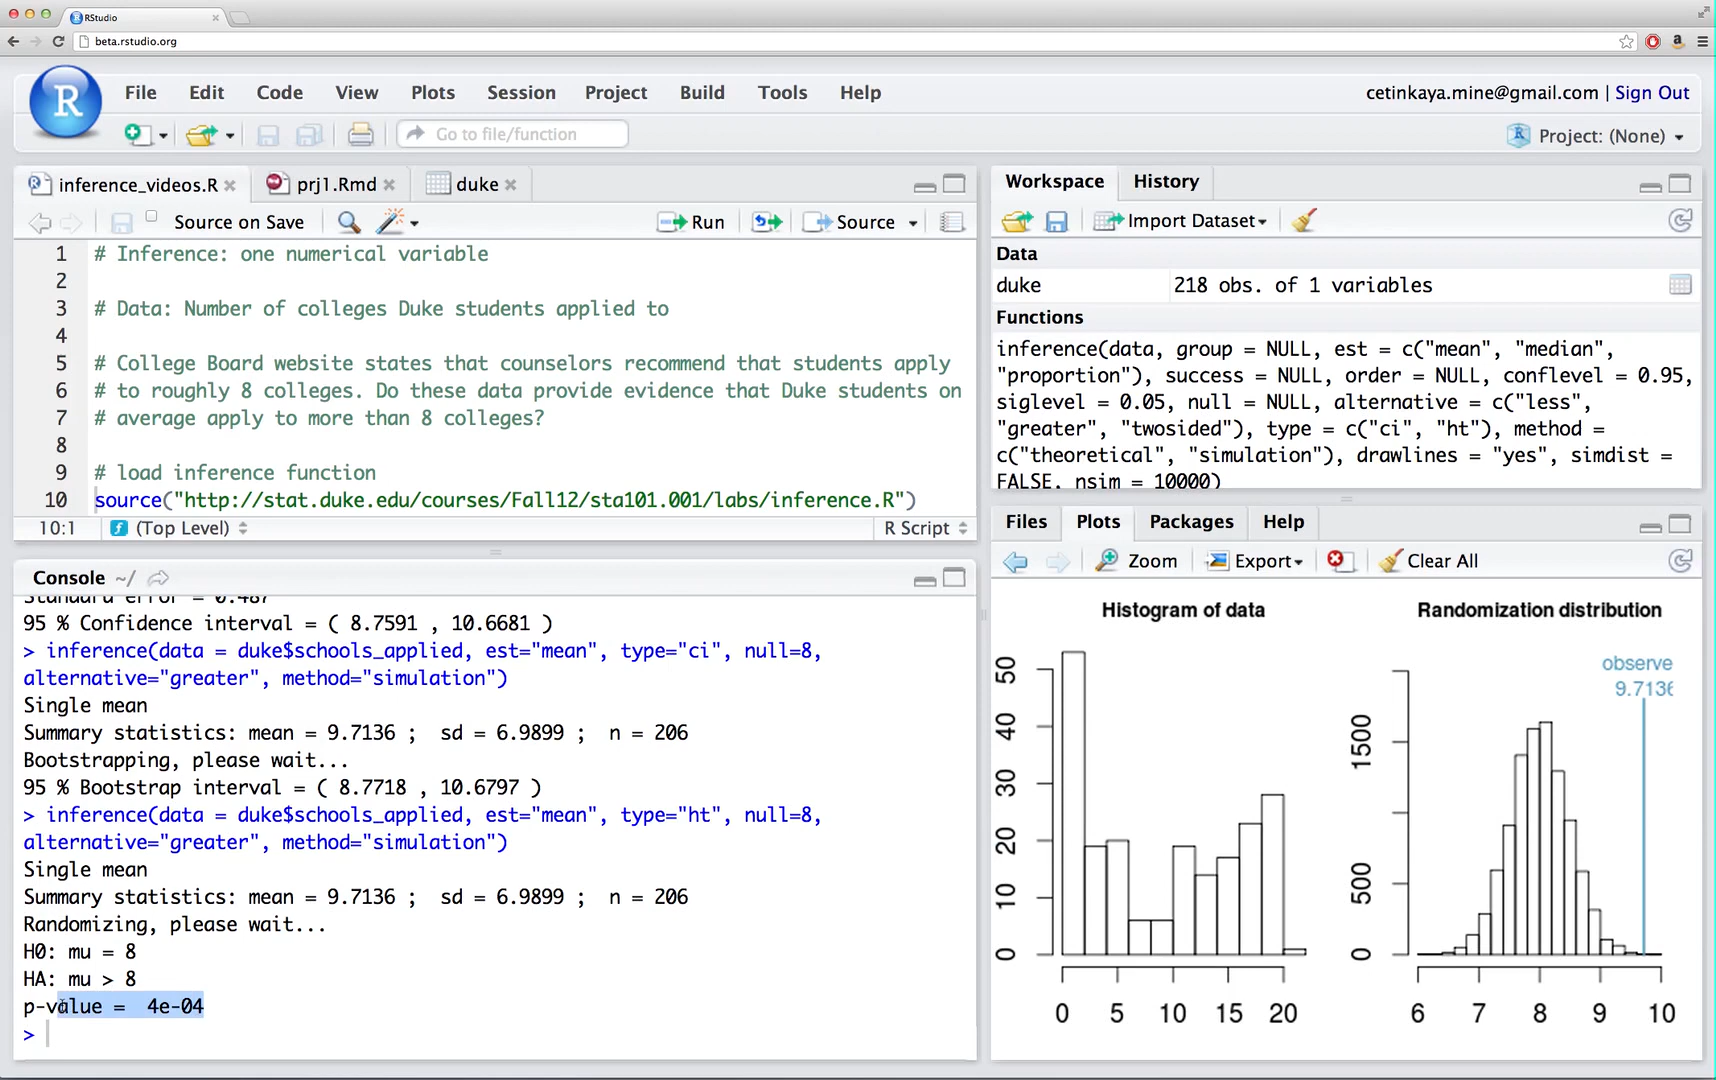 RStudio
beta.rstudio.org
R
File Edit Code View Plots Session Project Build Tools Help
cetinkaya.mine@gmail.com | Sign Out
Go to file/function
Project: (None)
inference_videos.R
prj1.Rmd
duke
Source on Save
Run
Source
1 # Inference: one numerical variable
2
3 # Data: Number of colleges Duke students applied to
4
5 # College Board website states that counselors recommend that students apply
6 # to roughly 8 colleges. Do these data provide evidence that Duke students on
7 # average apply to more than 8 colleges?
8
9 # load inference function
10 source("http://stat.duke.edu/courses/Fall12/sta101.001/labs/inference.R")
10:1 (Top Level) R Script
Console ~/
Standard error = 0.487
95 % Confidence interval = ( 8.7591 , 10.6681 )
> inference(data = duke$schools_applied, est="mean", type="ci", null=8,
alternative="greater", method="simulation")
Single mean
Summary statistics: mean = 9.7136 ;  sd = 6.9899 ;  n = 206
Bootstrapping, please wait...
95 % Bootstrap interval = ( 8.7718 , 10.6797 )
> inference(data = duke$schools_applied, est="mean", type="ht", null=8,
alternative="greater", method="simulation")
Single mean
Summary statistics: mean = 9.7136 ;  sd = 6.9899 ;  n = 206
Randomizing, please wait...
H0: mu = 8
HA: mu > 8
p-value =  4e-04
>
Workspace History
Import Dataset
Data
duke 218 obs. of 1 variables
Functions
inference(data, group = NULL, est = c("mean", "median",
"proportion"), success = NULL, order = NULL, conflevel = 0.95,
siglevel = 0.05, null = NULL, alternative = c("less",
"greater", "twosided"), type = c("ci", "ht"), method =
c("theoretical", "simulation"), drawlines = "yes", simdist =
FALSE, nsim = 10000)
Files Plots Packages Help
Zoom Export Clear All
Histogram of data
50
40
30
20
10
0
0 5 10 15 20
Randomization distribution
observe
9.7136
1500
500
0
6 7 8 9 10